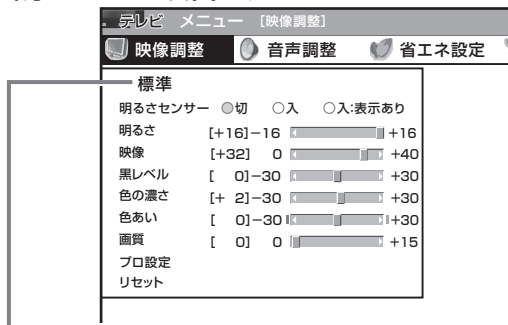 テレビ メニュー [映像調整]
映像調整 音声調整 省エネ設定
標準
明るさセンサー 切 入 入:表示あり
明るさ [+16] −16 +16
映像 [+32] 0 +40
黒レベル [ 0] −30 +30
色の濃さ [+ 2] −30 +30
色あい [ 0] −30 +30
画質 [ 0] 0 +15
プロ設定
リセット